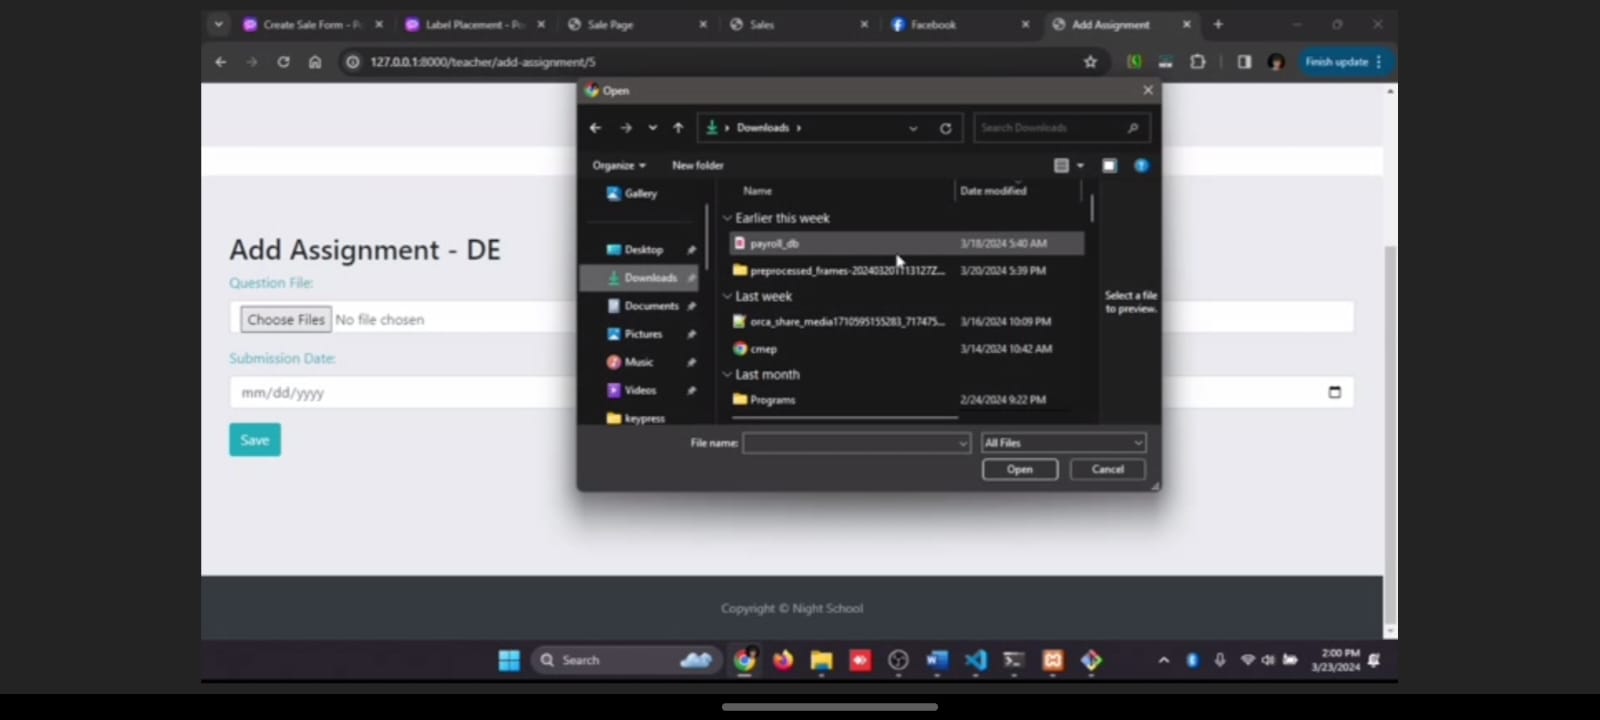 Create Sale Form - P
Label Placement - Po
Sale Page
Sales
Facebook
Add Assignment
127.0.0.1:8000/teacher/add-assignment/5
Finish update
Open
Downloads
Search Downloads
Organize
New folder
Gallery
Desktop
Downloads
Documents
Pictures
Music
Videos
keypress
Name
Date modified
Earlier this week
payroll_db
3/18/2024 5:40 AM
3/20/2024 5:39 PM
Last week
orca_share_media1710595155283_717475...
3/16/2024 10:09 PM
cmep
3/14/2024 10:42 AM
Last month
Programs
2/24/2024 9:22 PM
Select a file
to preview.
File name:
All Files
Open
Cancel
Add Assignment - DE
Question File:
Choose Files No file chosen
Submission Date:
mm/dd/yyyy
Save
Copyright © Night School
Search
2:00 PM
3/23/2024